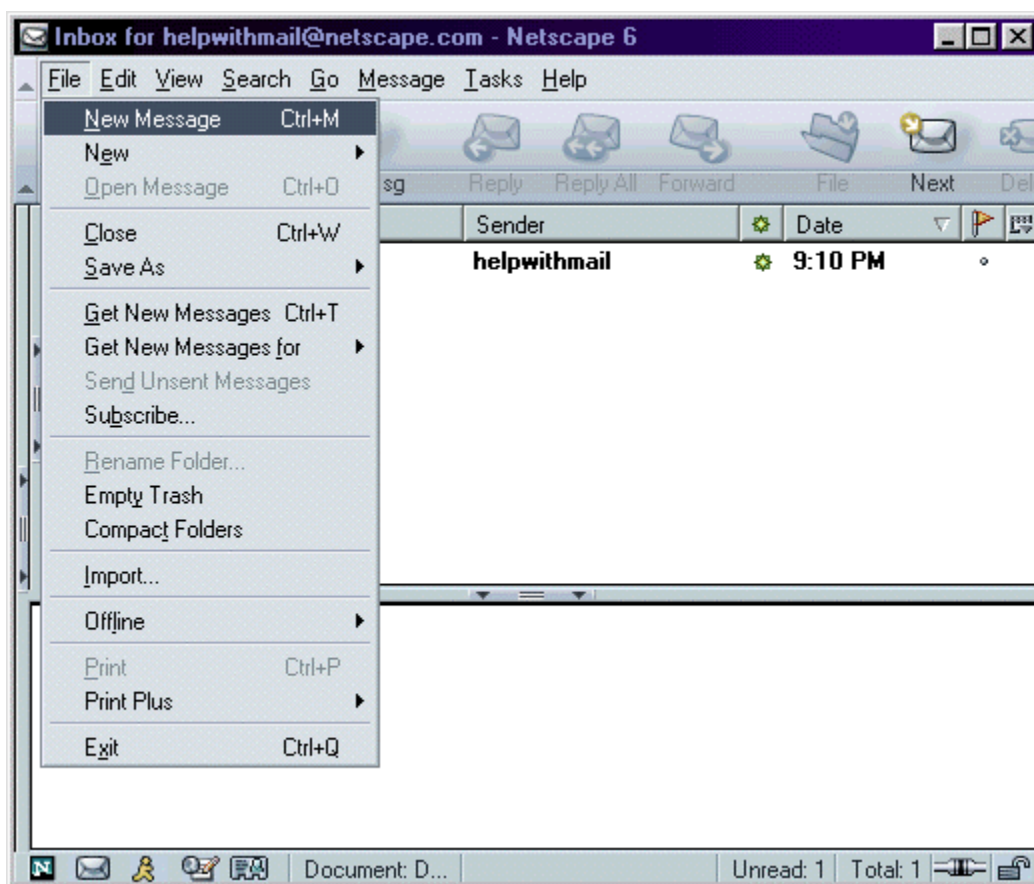 Inbox for helpwithmail@netscape.com - Netscape 6
File Edit View Search Go Message Tasks Help
New Message Ctrl+M
New
Open Message Ctrl+O
Close Ctrl+W
Save As
Get New Messages Ctrl+T
Get New Messages for
Send Unsent Messages
Subscribe...
Rename Folder...
Empty Trash
Compact Folders
Import...
Offline
Print Ctrl+P
Print Plus
Exit Ctrl+Q
sg Reply Reply All Forward File Next Del
Sender Date
helpwithmail 9:10 PM
N Document: D... Unread: 1 Total: 1